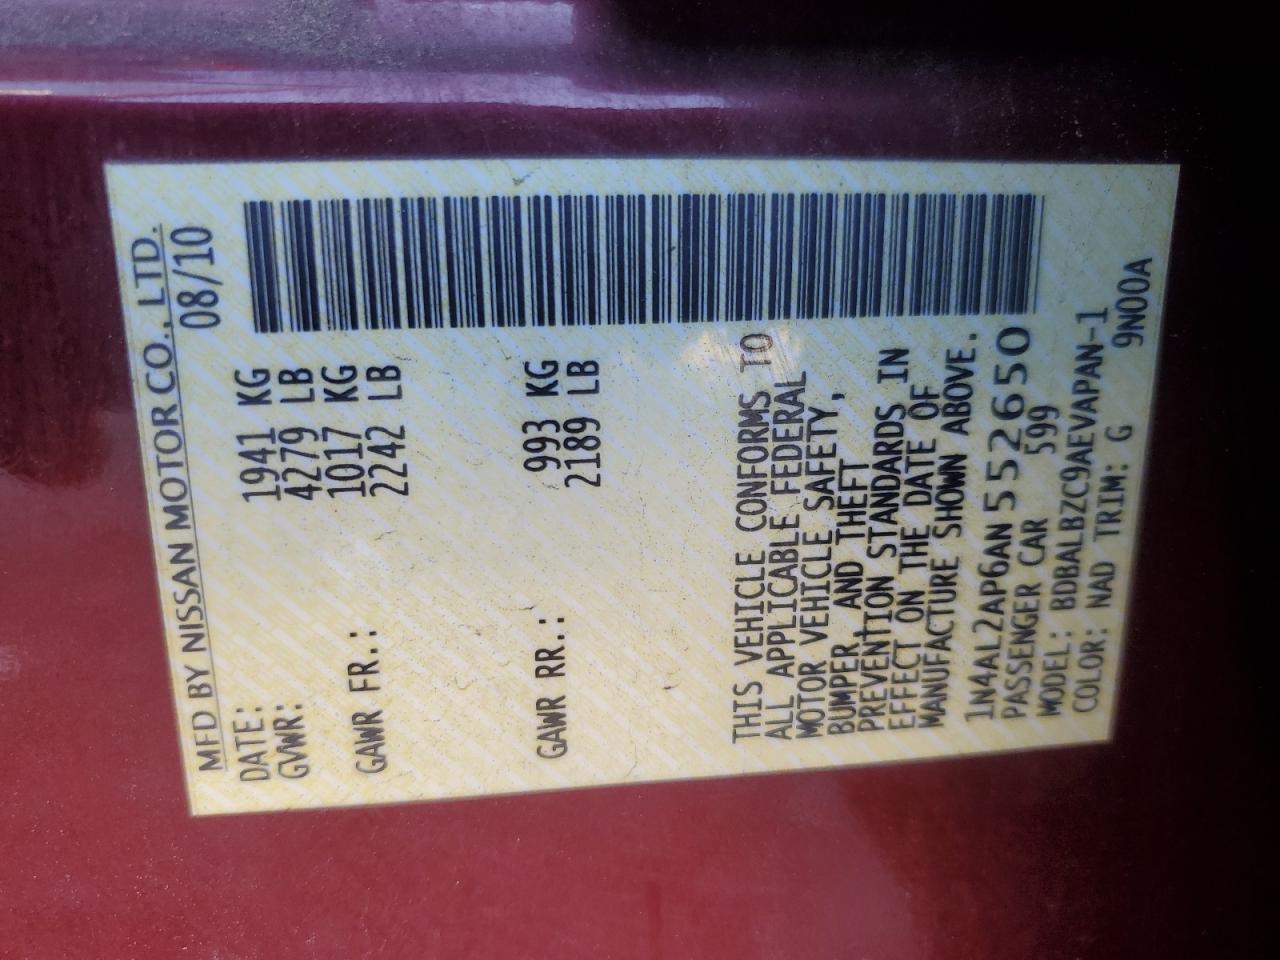 MFD BY NISSAN MOTOR CO., LTD.
DATE: 08/10
GVWR: 1941 KG
4279 LB
GAWR FR.: 1017 KG
2242 LB
GAWR RR.: 993 KG
2189 LB
THIS VEHICLE CONFORMS TO
ALL APPLICABLE FEDERAL
MOTOR VEHICLE SAFETY,
BUMPER, AND THEFT
PREVENTION STANDARDS IN
EFFECT ON THE DATE OF
MANUFACTURE SHOWN ABOVE.
1N4AL2AP6AN552650
PASSENGER CAR 599
MODEL: BDBALBZC9AEVAPAN-1
COLOR: NAD TRIM: G 9N00A